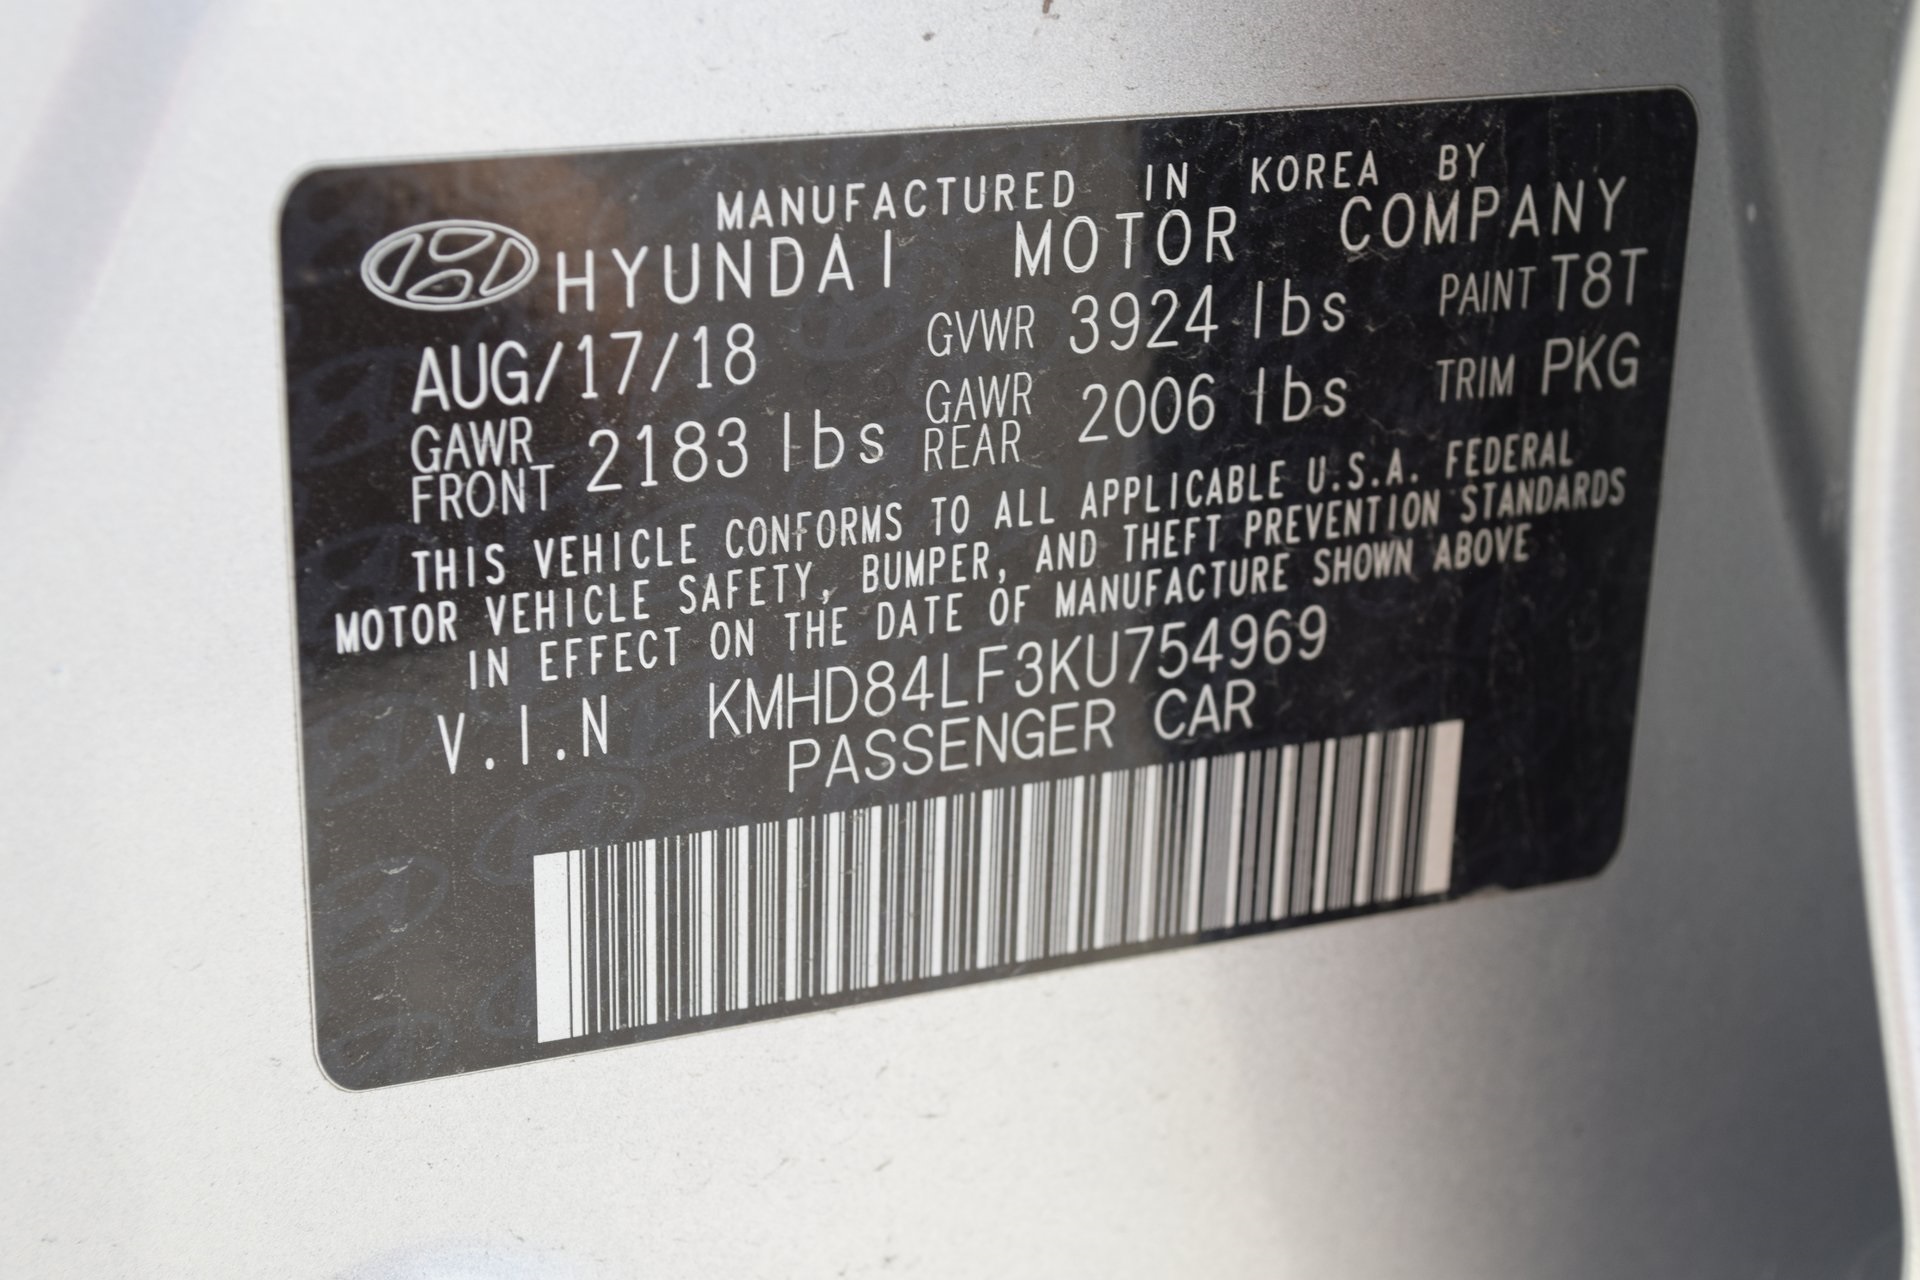 MANUFACTURED IN KOREA BY
HYUNDAI MOTOR COMPANY
AUG/17/18 GVWR 3924 lbs PAINT T8T
GAWR FRONT 2183 lbs GAWR REAR 2006 lbs TRIM PKG
THIS VEHICLE CONFORMS TO ALL APPLICABLE U.S.A. FEDERAL
MOTOR VEHICLE SAFETY, BUMPER, AND THEFT PREVENTION STANDARDS
IN EFFECT ON THE DATE OF MANUFACTURE SHOWN ABOVE
V.I.N KMHD84LF3KU754969
PASSENGER CAR